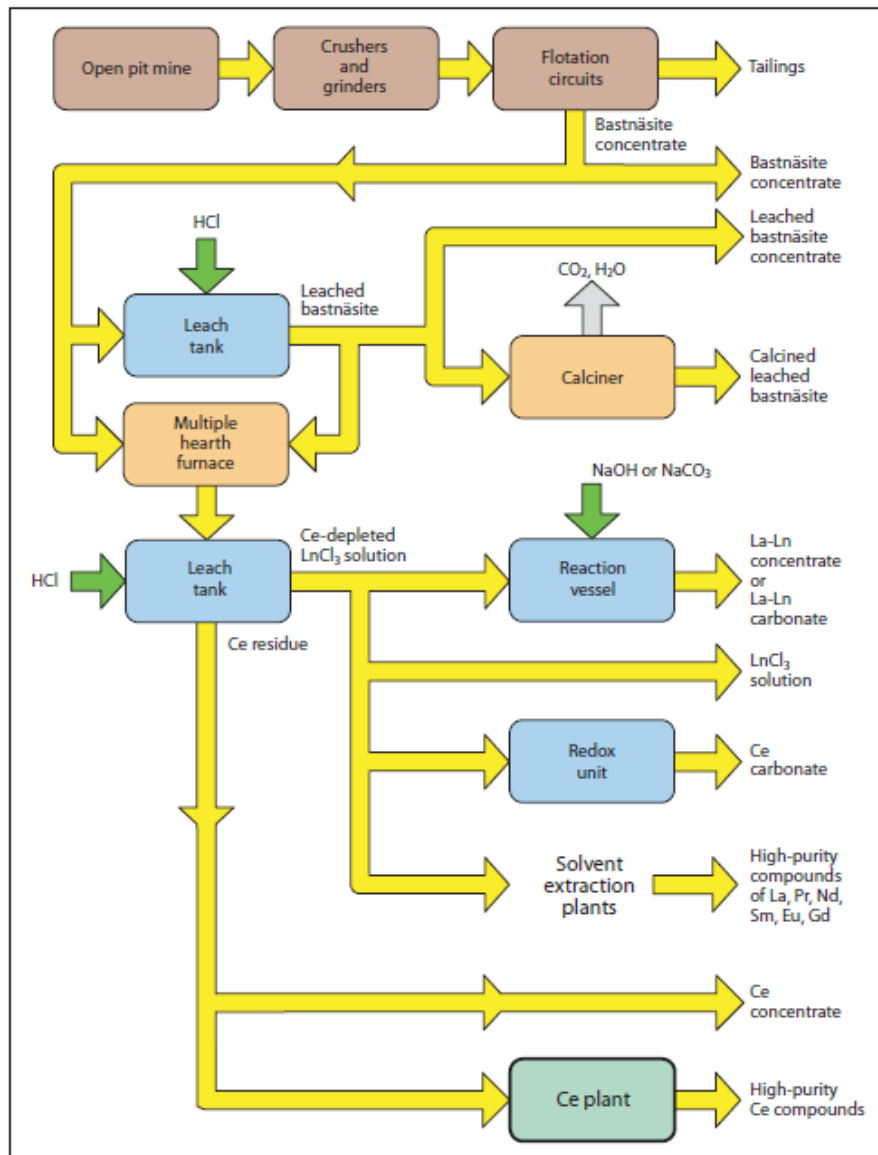 Open pit mine
Crushers
and
grinders
Flotation
circuits
Tailings
Bastnäsite
concentrate
Bastnäsite
concentrate
HCl
Leached
bastnäsite
concentrate
CO₂, H₂O
Leached
bastnäsite
Leach
tank
Calciner
Calcined
leached
bastnäsite
Multiple
hearth
furnace
NaOH or NaCO₃
Ce-depleted
LnCl₃ solution
HCl
Leach
tank
Reaction
vessel
La-Ln
concentrate
or
La-Ln
carbonate
Ce residue
LnCl₃
solution
Redox
unit
Ce
carbonate
Solvent
extraction
plants
High-purity
compounds
of La, Pr, Nd,
Sm, Eu, Gd
Ce
concentrate
Ce plant
High-purity
Ce compounds